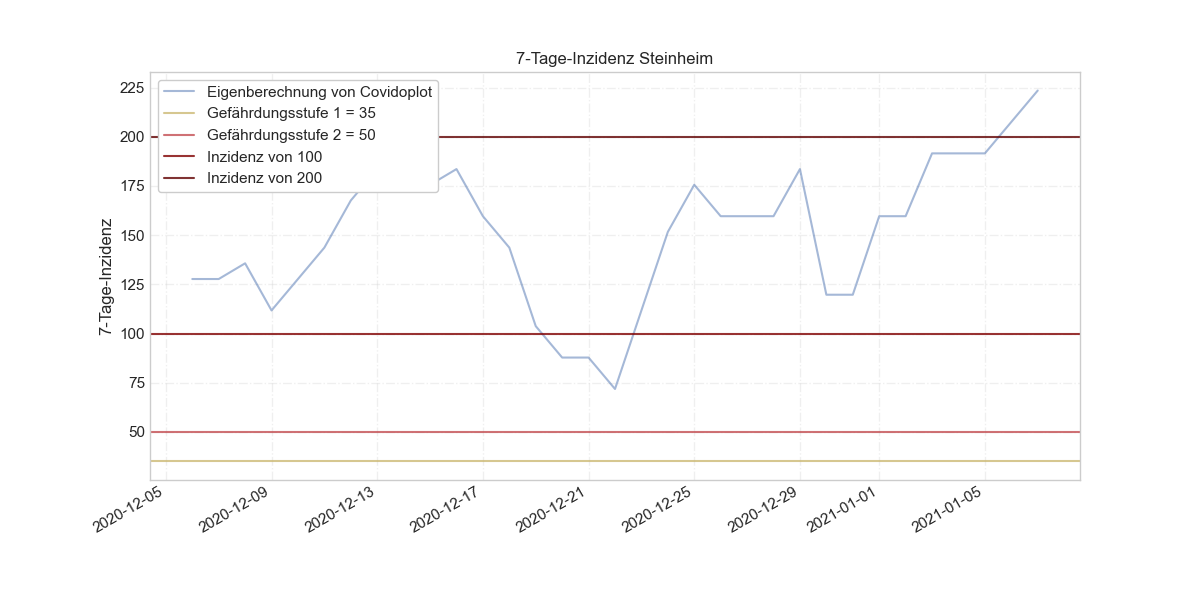 7-Tage-Inzidenz Steinheim
Eigenberechnung von Covidoplot
Gefährdungsstufe 1 = 35
Gefährdungsstufe 2 = 50
Inzidenz von 100
Inzidenz von 200
7-Tage-Inzidenz
225
200
175
150
125
100
75
50
2020-12-05
2020-12-09
2020-12-13
2020-12-17
2020-12-21
2020-12-25
2020-12-29
2021-01-01
2021-01-05